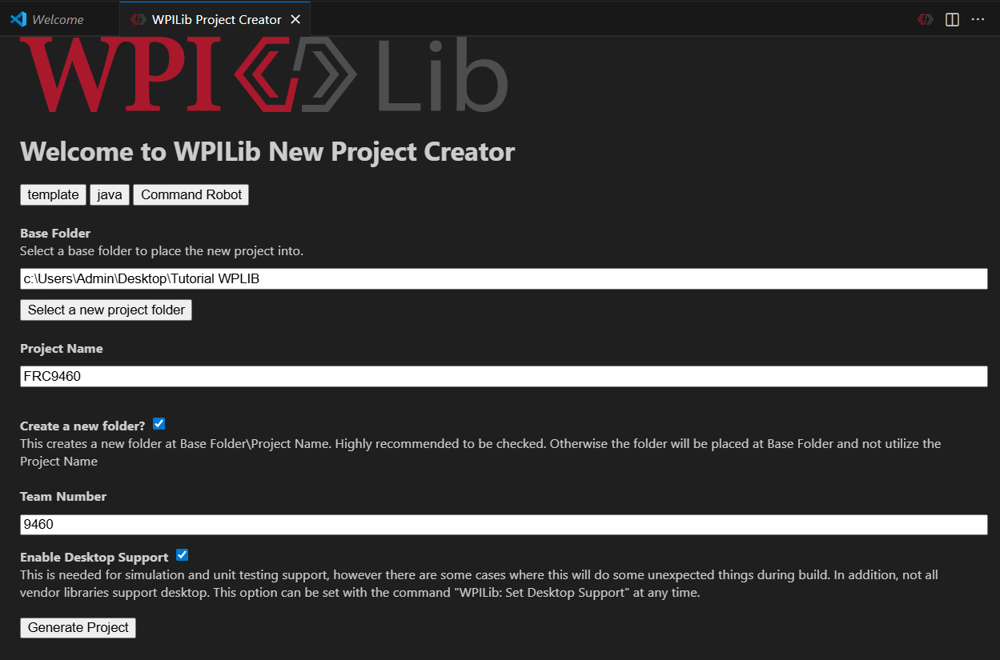 Welcome
WPILib Project Creator
WPI Lib
Welcome to WPILib New Project Creator
template java Command Robot
Base Folder
Select a base folder to place the new project into.
c:\Users\Admin\Desktop\Tutorial WPLIB
Select a new project folder
Project Name
FRC9460
Create a new folder?
This creates a new folder at Base Folder\Project Name. Highly recommended to be checked. Otherwise the folder will be placed at Base Folder and not utilize the
Project Name
Team Number
9460
Enable Desktop Support
This is needed for simulation and unit testing support, however there are some cases where this will do some unexpected things during build. In addition, not all
vendor libraries support desktop. This option can be set with the command "WPILib: Set Desktop Support" at any time.
Generate Project